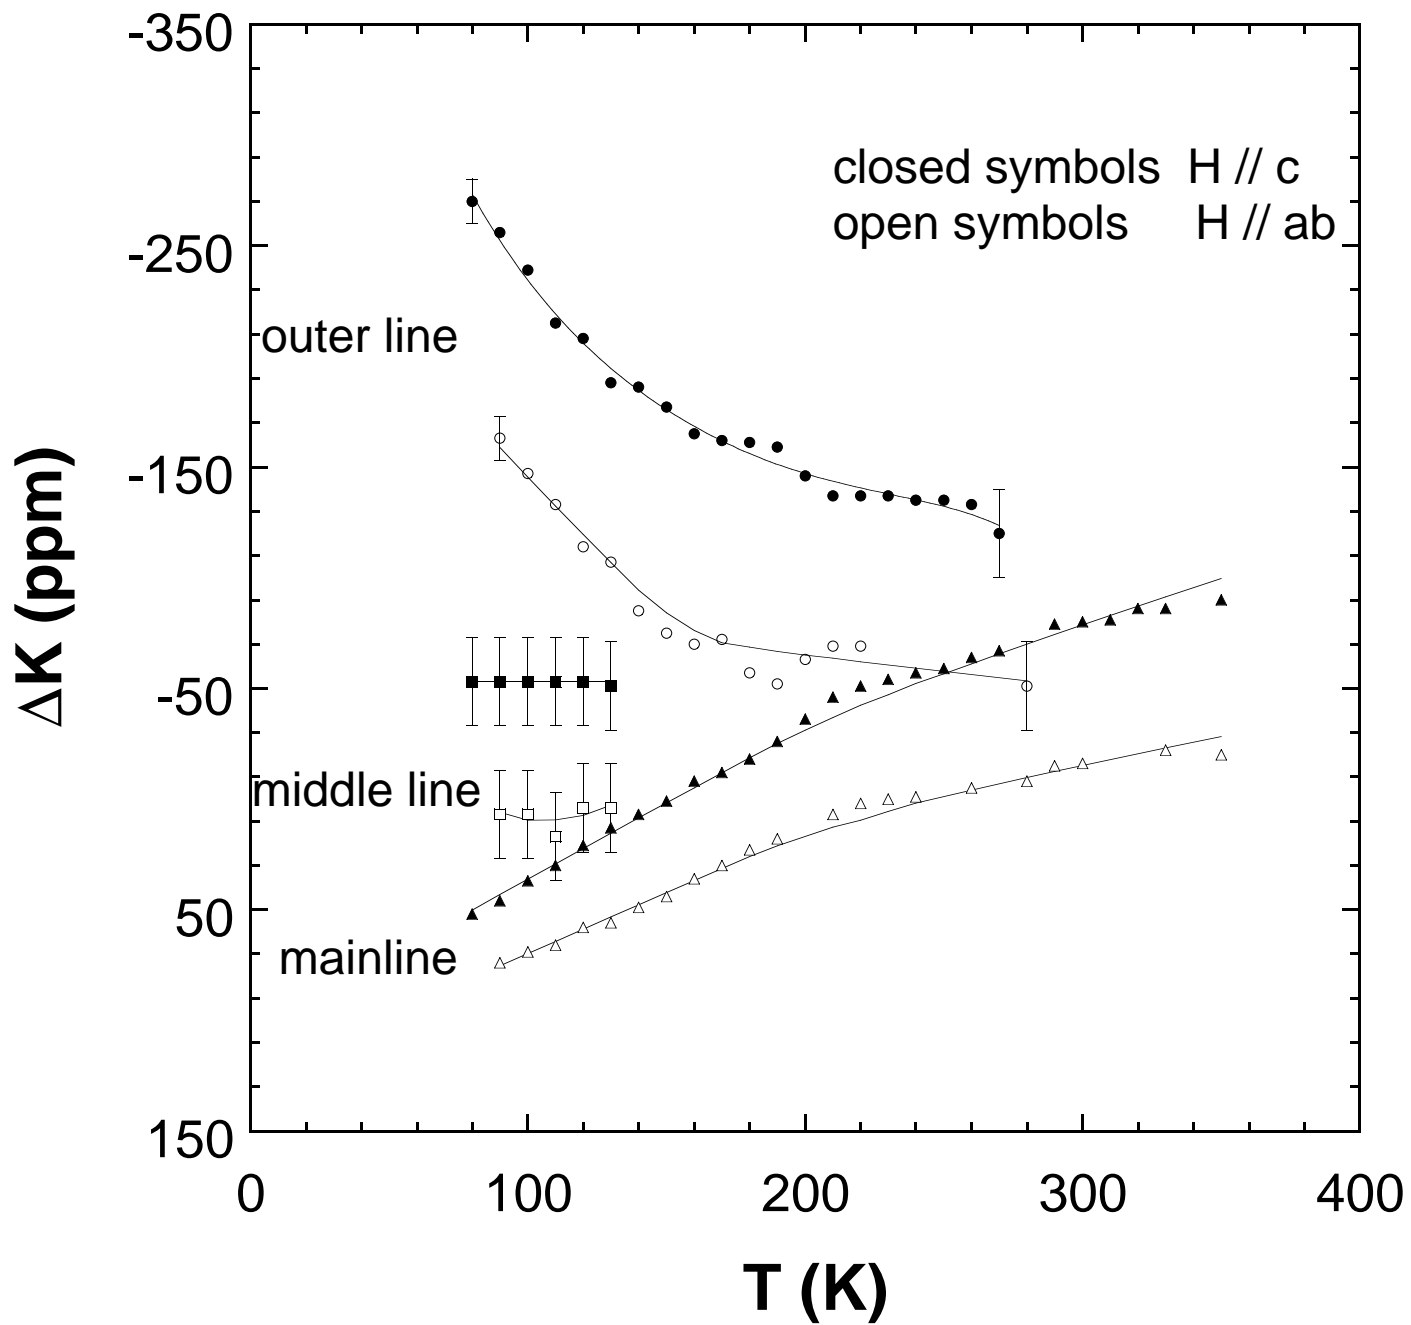 -350
-250
-150
-50
50
150
ΔK (ppm)
closed symbols H // c
open symbols H // ab
outer line
middle line
mainline
0 100 200 300 400
T (K)